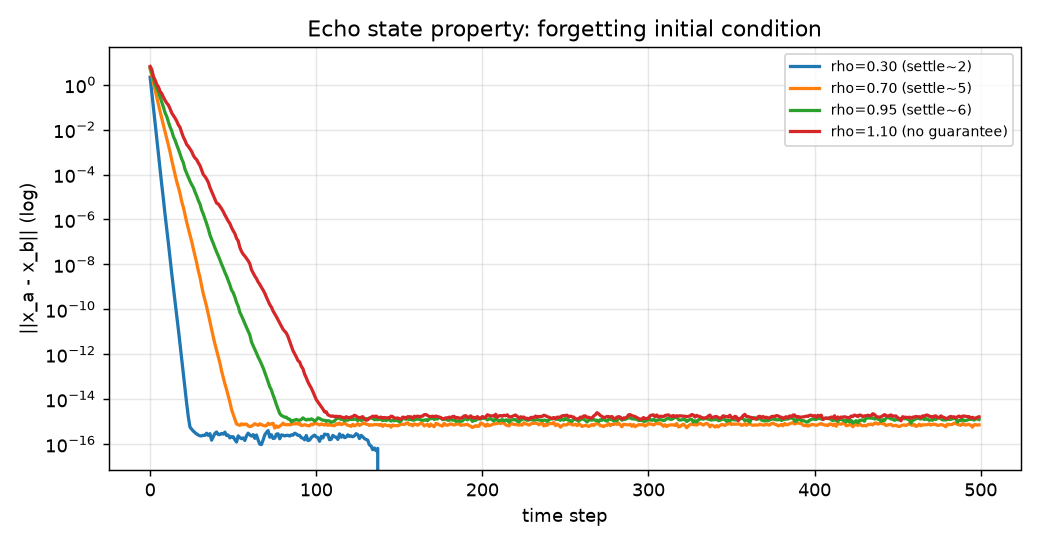 Echo state property: forgetting initial condition
rho=0.30 (settle~2)
rho=0.70 (settle~5)
rho=0.95 (settle~6)
rho=1.10 (no guarantee)
||x_a - x_b|| (log)
10⁰
10⁻²
10⁻⁴
10⁻⁶
10⁻⁸
10⁻¹⁰
10⁻¹²
10⁻¹⁴
10⁻¹⁶
0 100 200 300 400 500
time step